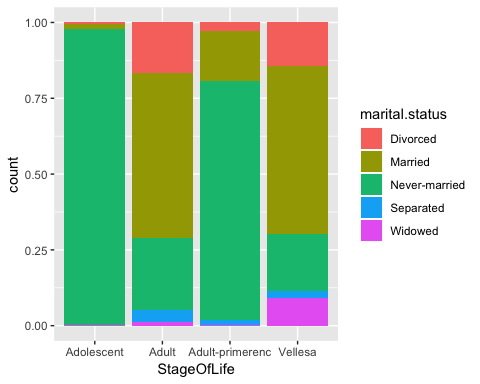 1.00
0.75
0.50
0.25
0.00
count
Adolescent
Adult
Adult-primerenc
Vellesa
StageOfLife
marital.status
Divorced
Married
Never-married
Separated
Widowed